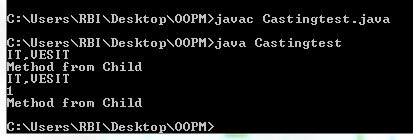 C:\Users\RBI\Desktop\OOPM>javac Castingtest.java
C:\Users\RBI\Desktop\OOPM>java Castingtest
IT,VESIT
Method from Child
IT,VESIT
1
Method from Child
C:\Users\RBI\Desktop\OOPM>